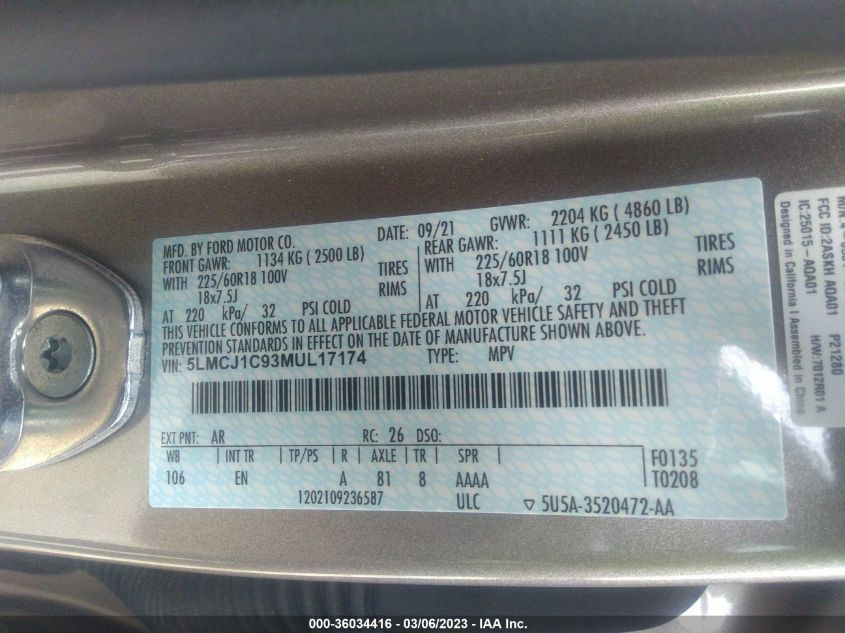 MFD. BY FORD MOTOR CO. DATE: 09/21 GVWR: 2204 KG ( 4860 LB)
FRONT GAWR: 1134 KG ( 2500 LB) REAR GAWR: 1111 KG ( 2450 LB)
WITH 225/60R18 100V TIRES WITH 225/60R18 100V TIRES
18x7.5J RIMS 18x7.5J RIMS
AT 220 kPa/ 32 PSI COLD AT 220 kPa/ 32 PSI COLD
THIS VEHICLE CONFORMS TO ALL APPLICABLE FEDERAL MOTOR VEHICLE SAFETY AND THEFT
PREVENTION STANDARDS IN EFFECT ON THE DATE OF MANUFACTURE SHOWN ABOVE.
VIN: 5LMCJ1C93MUL17174 TYPE: MPV
EXT PNT: AR RC: 26 DSO:
WB INT TR TP/PS R AXLE TR SPR F0135
106 EN A 81 8 AAAA T0208
1202109236587 ULC ▽ 5U5A-3520472-AA
FCC ID:2ASKH AQA01 P21280
IC:25015-AQA01 H/W:7012R01 A
Designed in California | Assembled in China
000-36034416 - 03/06/2023 - IAA Inc.